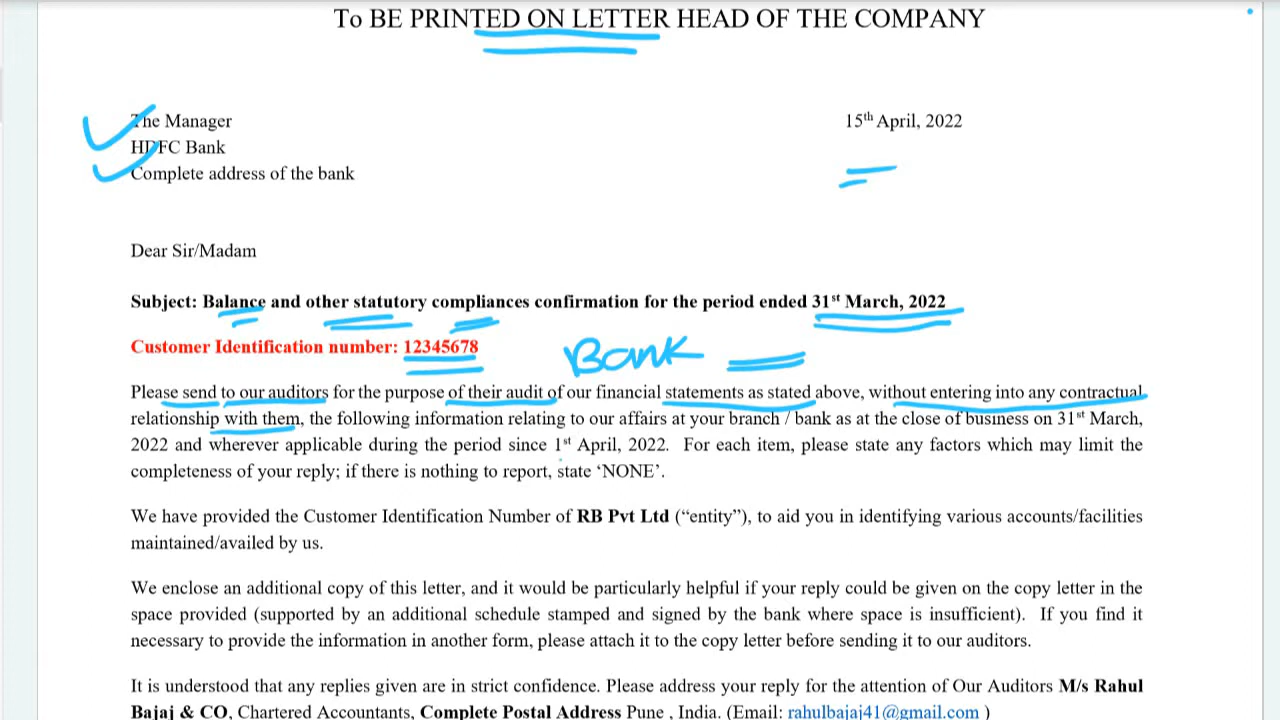 To BE PRINTED ON LETTER HEAD OF THE COMPANY
The Manager
15th April, 2022
HDFC Bank
Complete address of the bank
Dear Sir/Madam
Subject: Balance and other statutory compliances confirmation for the period ended 31st March, 2022
Customer Identification number: 12345678
Bank
Please send to our auditors for the purpose of their audit of our financial statements as stated above, without entering into any contractual
relationship with them, the following information relating to our affairs at your branch / bank as at the close of business on 31st March,
2022 and wherever applicable during the period since 1st April, 2022. For each item, please state any factors which may limit the
completeness of your reply; if there is nothing to report, state ‘NONE’.
We have provided the Customer Identification Number of RB Pvt Ltd (“entity”), to aid you in identifying various accounts/facilities
maintained/availed by us.
We enclose an additional copy of this letter, and it would be particularly helpful if your reply could be given on the copy letter in the
space provided (supported by an additional schedule stamped and signed by the bank where space is insufficient). If you find it
necessary to provide the information in another form, please attach it to the copy letter before sending it to our auditors.
It is understood that any replies given are in strict confidence. Please address your reply for the attention of Our Auditors M/s Rahul
Bajaj & CO, Chartered Accountants, Complete Postal Address Pune , India. (Email: rahulbajaj41@gmail.com )